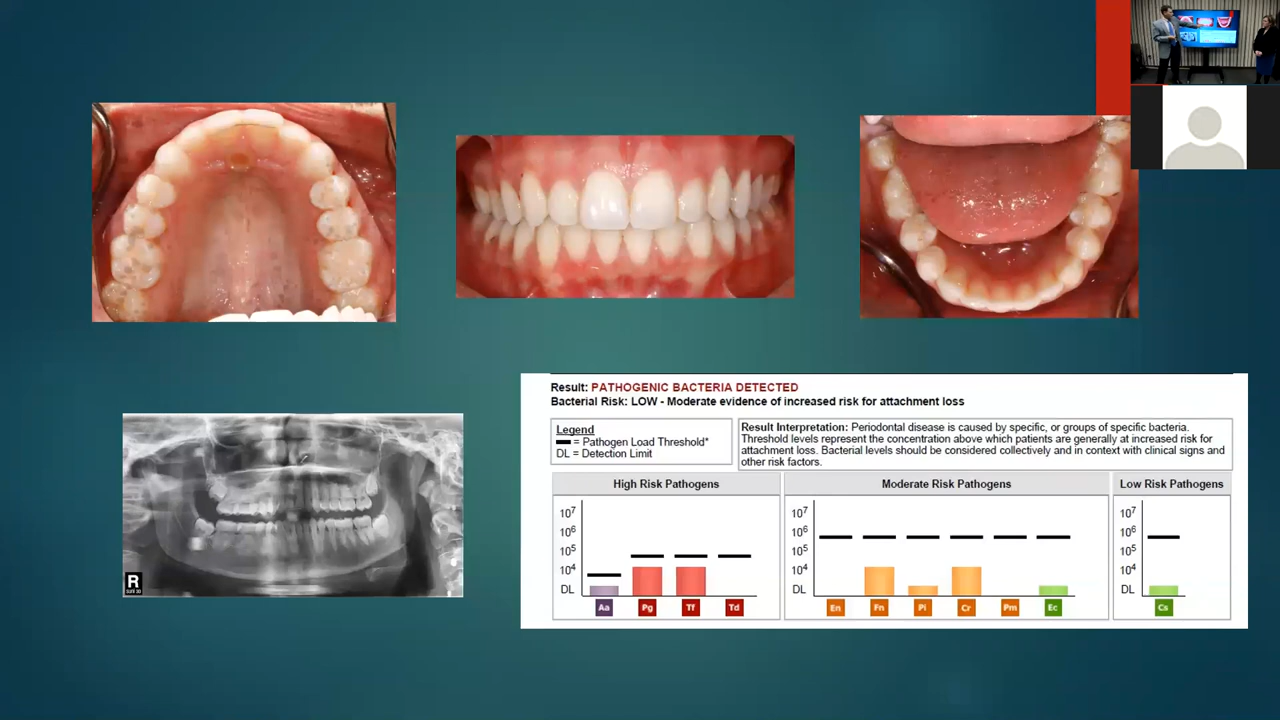 Result: PATHOGENIC BACTERIA DETECTED
Bacterial Risk: LOW - Moderate evidence of increased risk for attachment loss
Legend
= Pathogen Load Threshold*
DL = Detection Limit
Result Interpretation: Periodontal disease is caused by specific, or groups of specific bacteria.
Threshold levels represent the concentration above which patients are generally at increased risk for
attachment loss. Bacterial levels should be considered collectively and in context with clinical signs and
other risk factors.
High Risk Pathogens
10⁷
10⁶
10⁵
10⁴
DL
Aa Pg Tf Td
Moderate Risk Pathogens
10⁷
10⁶
10⁵
10⁴
DL
En Fn Pi Cr Pm Ec
Low Risk Pathogens
10⁷
10⁶
10⁵
10⁴
DL
Cs
R